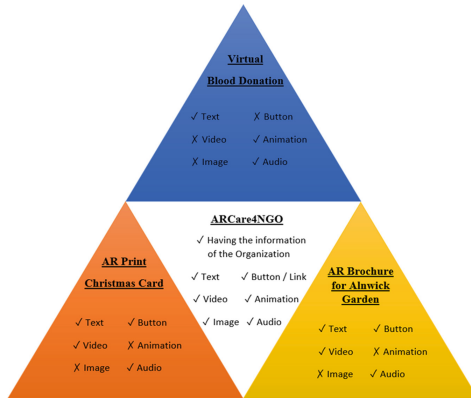 Virtual
Blood Donation
✓ Text ✗ Button
✗ Video ✓ Animation
✗ Image ✓ Audio
ARCare4NGO
✓ Having the information
of the Organization
✓ Text ✓ Button / Link
✓ Video ✓ Animation
✓ Image ✓ Audio
AR Print
Christmas Card
✓ Text ✓ Button
✓ Video ✗ Animation
✗ Image ✓ Audio
AR Brochure
for Alnwick
Garden
✓ Text ✓ Button
✓ Video ✗ Animation
✗ Image ✓ Audio